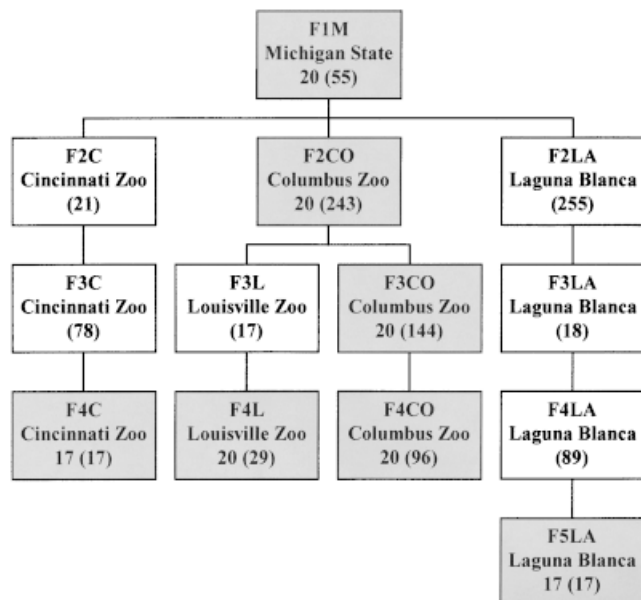 F1M
Michigan State
20 (55)
F2C
Cincinnati Zoo
(21)
F2CO
Columbus Zoo
20 (243)
F2LA
Laguna Blanca
(255)
F3C
Cincinnati Zoo
(78)
F3L
Louisville Zoo
(17)
F3CO
Columbus Zoo
20 (144)
F3LA
Laguna Blanca
(18)
F4C
Cincinnati Zoo
17 (17)
F4L
Louisville Zoo
20 (29)
F4CO
Columbus Zoo
20 (96)
F4LA
Laguna Blanca
(89)
F5LA
Laguna Blanca
17 (17)